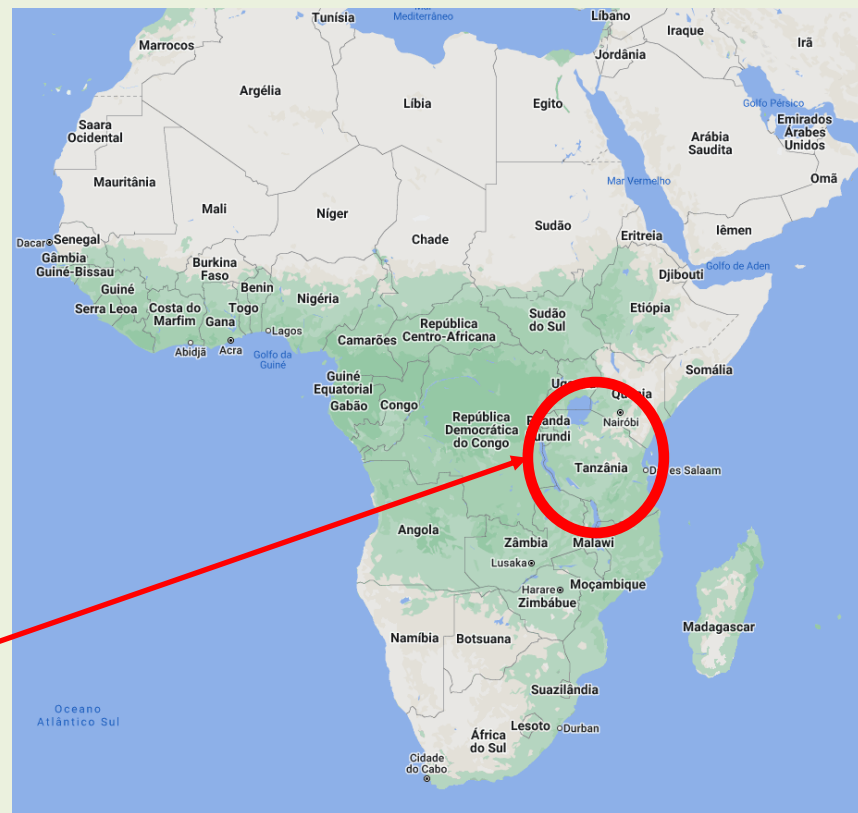 Mediterrâneo
Tunísia
Líbano
Iraque
Irã
Marrocos
Jordânia
Argélia
Líbia
Egito
Golfo Pérsico
Saara
Ocidental
Emirados
Árabes
Unidos
Arábia
Saudita
Mauritânia
Mar Vermelho
Omã
Mali
Níger
Chade
Sudão
Iêmen
Eritreia
Dacar
Senegal
Gâmbia
Guiné-Bissau
Burkina
Faso
Djibouti
Golfo de Aden
Guiné
Benin
Nigéria
Etiópia
Serra Leoa
Costa do
Marfim
Togo
Gana
Sudão
do Sul
República
Centro-Africana
Camarões
Lagos
Abidjã
Acra
Golfo da
Guiné
Somália
Guiné
Equatorial
Gabão
Congo
República
Democrática
do Congo
Nairóbi
Tanzânia
Salaam
Angola
Zâmbia
Malawi
Lusaka
Moçambique
Harare
Zimbábue
Madagascar
Namíbia
Botsuana
Suazilândia
Oceano
Atlântico Sul
Lesoto
Durban
África
do Sul
Cidade
do Cabo